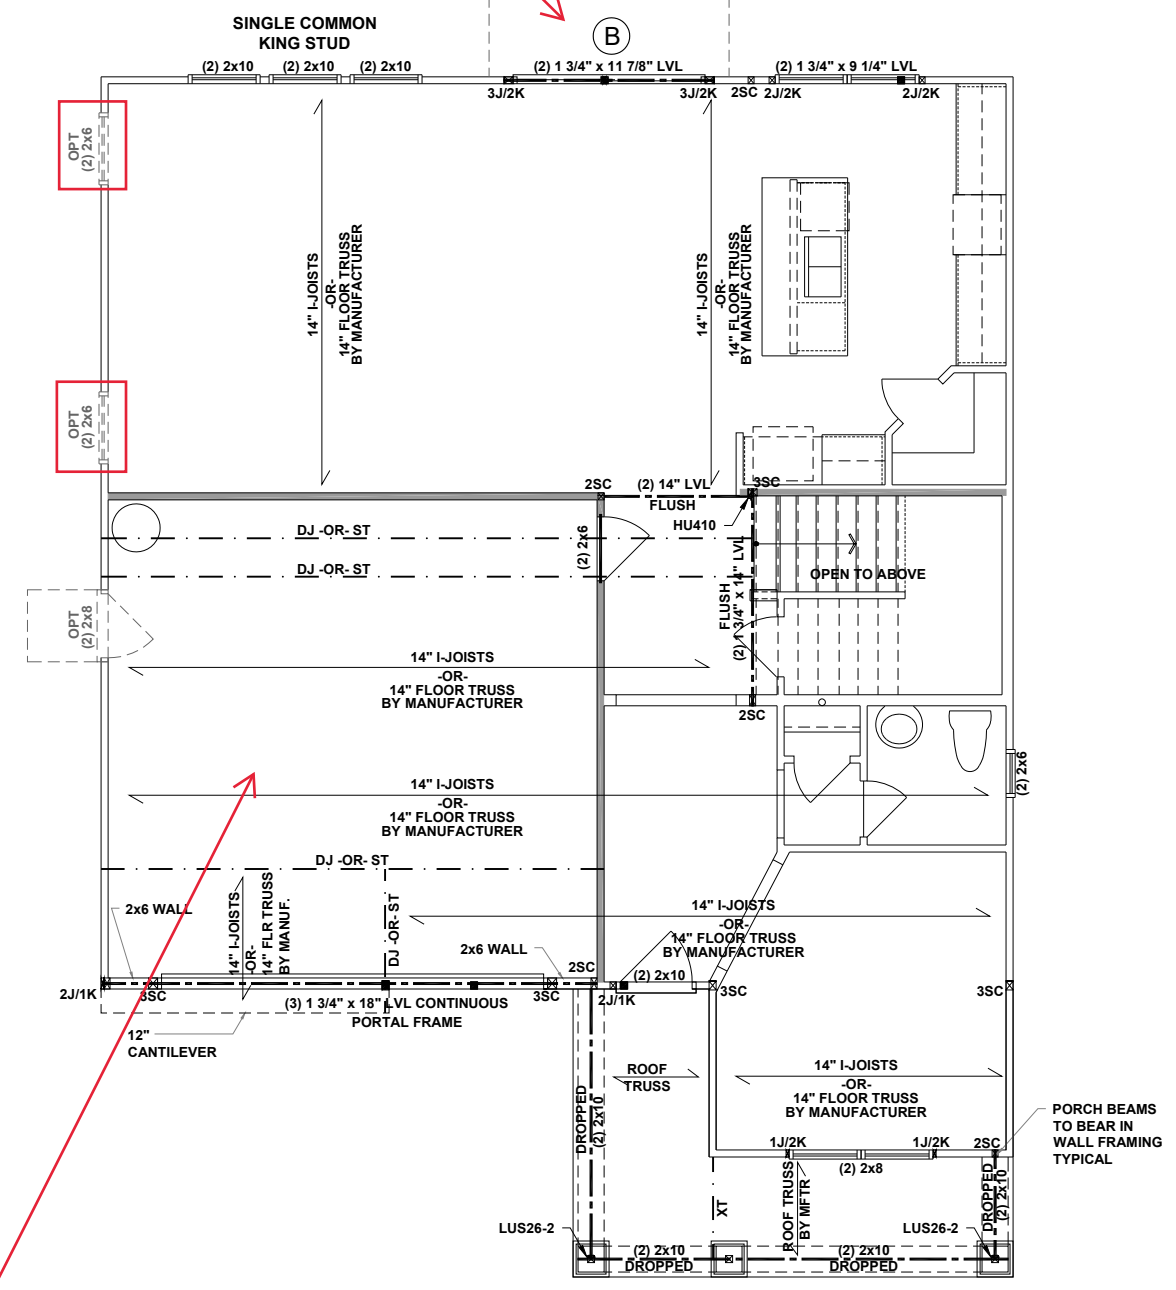 SINGLE COMMON
KING STUD
B
(2) 2x10
(2) 2x10
(2) 2x10
(2) 1 3/4" x 11 7/8" LVL
(2) 1 3/4" x 9 1/4" LVL
3J/2K
3J/2K
2SC
2J/2K
2J/2K
OPT
(2) 2x6
14" I-JOISTS
-OR-
14" FLOOR TRUSS
BY MANUFACTURER
14" I-JOISTS
-OR-
14" FLOOR TRUSS
BY MANUFACTURER
OPT
(2) 2x6
2SC
(2) 14" LVL
FLUSH
3SC
HU410
DJ -OR- ST
(2) 2x6
DJ -OR- ST
OPEN TO ABOVE
FLUSH
(2) 1 3/4" x 14" LVL
OPT
(2) 2x8
14" I-JOISTS
-OR-
14" FLOOR TRUSS
BY MANUFACTURER
2SC
(2) 2x6
14" I-JOISTS
-OR-
14" FLOOR TRUSS
BY MANUFACTURER
DJ -OR- ST
2x6 WALL
14" I-JOISTS
-OR-
14" FLR TRUSS
BY MANUF.
DJ -OR- ST
14" I-JOISTS
-OR-
14" FLOOR TRUSS
BY MANUFACTURER
2x6 WALL
2SC
(2) 2x10
2J/1K
3SC
(3) 1 3/4" x 18" LVL CONTINUOUS
PORTAL FRAME
3SC
2J/1K
3SC
3SC
12"
CANTILEVER
ROOF
TRUSS
14" I-JOISTS
-OR-
14" FLOOR TRUSS
BY MANUFACTURER
DROPPED
(2) 2x10
PORCH BEAMS
TO BEAR IN
WALL FRAMING
TYPICAL
1J/2K
1J/2K
2SC
(2) 2x8
XT
ROOF TRUSS
BY MFTR
DROPPED
(2) 2x10
LUS26-2
LUS26-2
(2) 2x10
DROPPED
(2) 2x10
DROPPED